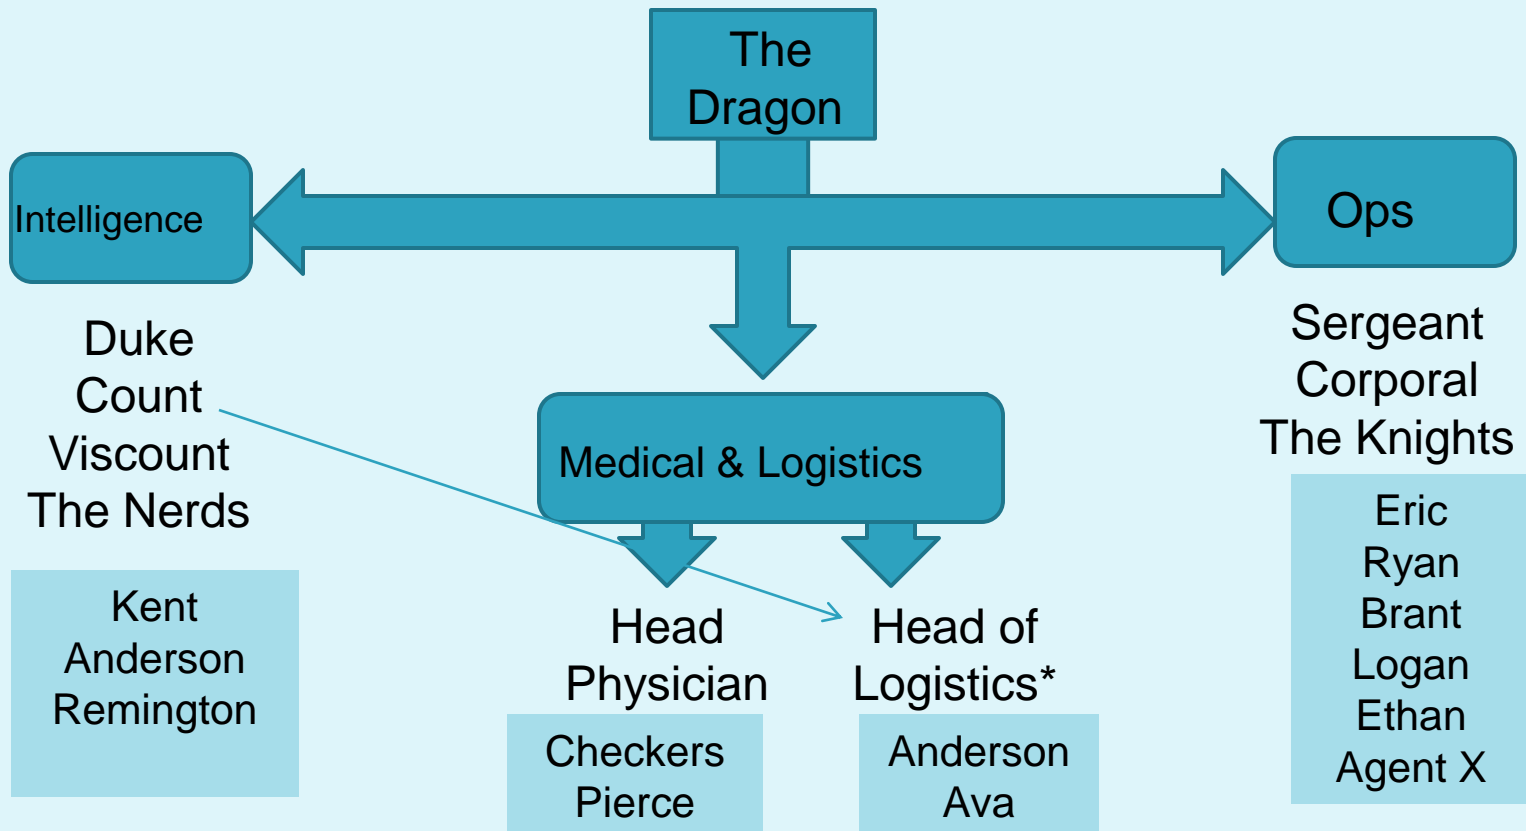 The
Dragon
Intelligence
Ops
Duke
Count
Viscount
The Nerds
Kent
Anderson
Remington
Medical & Logistics
Head
Physician
Checkers
Pierce
Head of
Logistics*
Anderson
Ava
Sergeant
Corporal
The Knights
Eric
Ryan
Brant
Logan
Ethan
Agent X